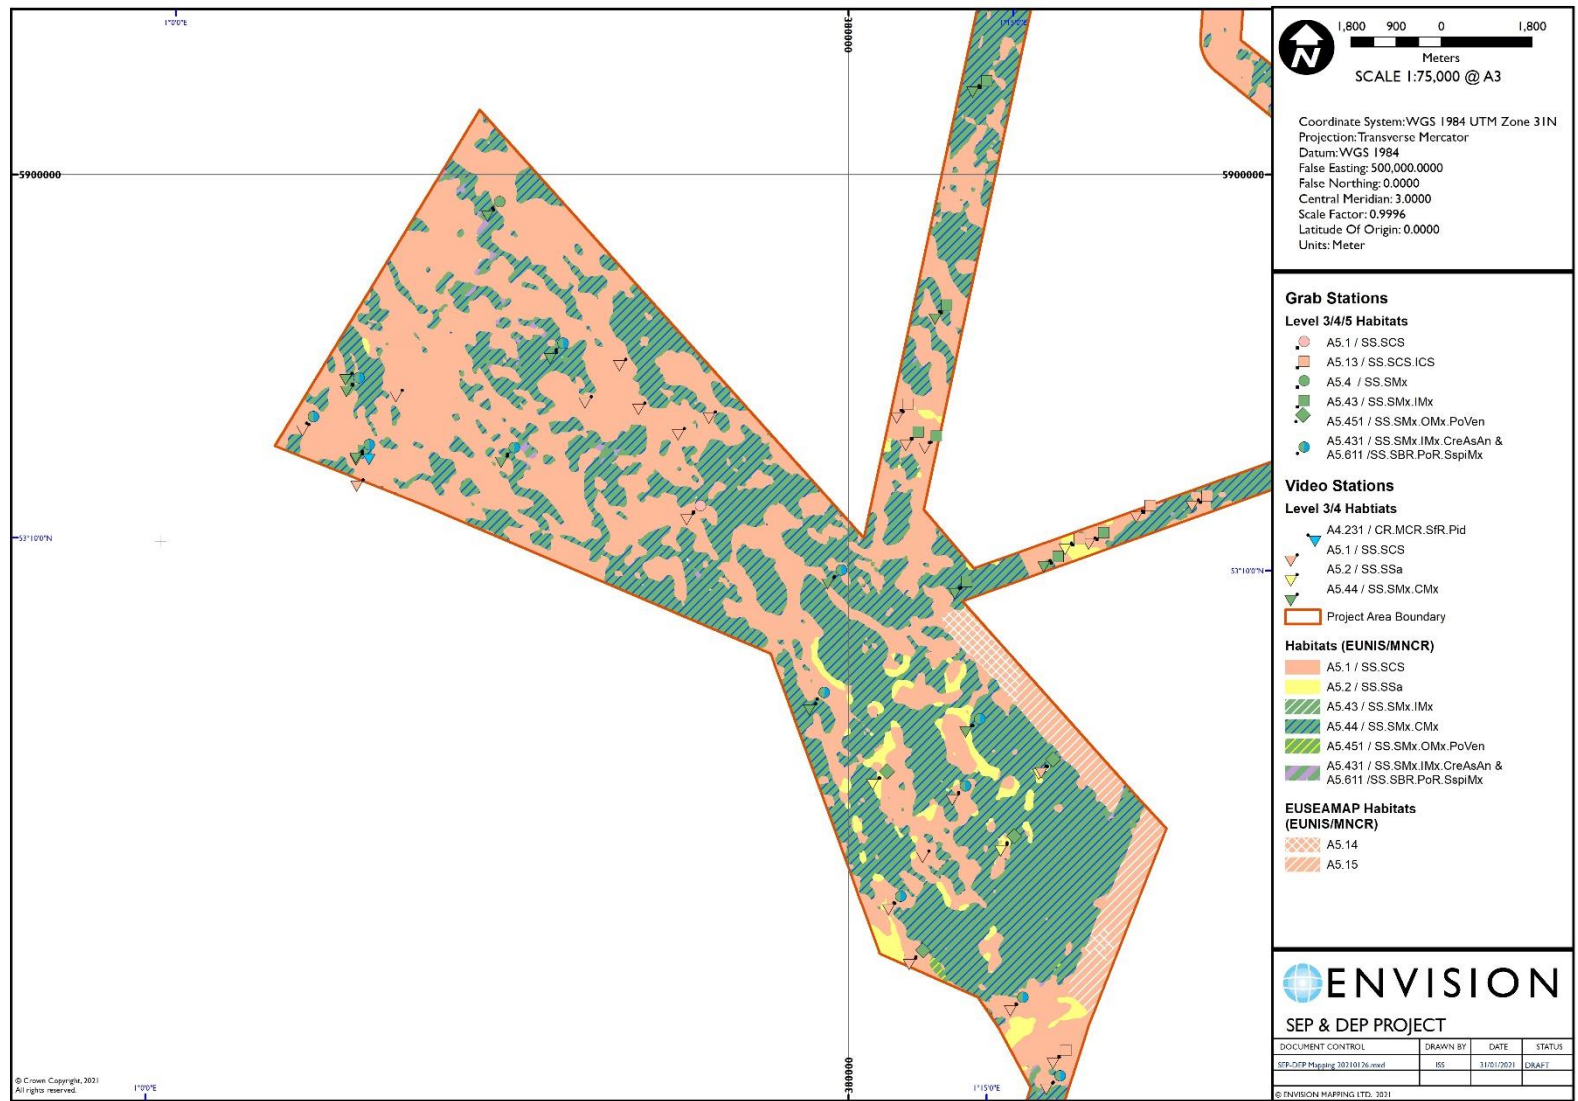 1°0'0"E
380000
1°15'0"E
5900000
5900000
53°10'0"N
53°10'0"N
1°0'0"E
380000
1°15'0"E
© Crown Copyright, 2021
All rights reserved.
N
1,800 900 0 1,800
Meters
SCALE 1:75,000 @ A3
Coordinate System: WGS 1984 UTM Zone 31N
Projection: Transverse Mercator
Datum: WGS 1984
False Easting: 500,000.0000
False Northing: 0.0000
Central Meridian: 3.0000
Scale Factor: 0.9996
Latitude Of Origin: 0.0000
Units: Meter
Grab Stations
Level 3/4/5 Habitats
A5.1 / SS.SCS
A5.13 / SS.SCS.ICS
A5.4 / SS.SMx
A5.43 / SS.SMx.IMx
A5.451 / SS.SMx.OMx.PoVen
A5.431 / SS.SMx.IMx.CreAsAn &
A5.611 /SS.SBR.PoR.SspiMx
Video Stations
Level 3/4 Habtiats
A4.231 / CR.MCR.SfR.Pid
A5.1 / SS.SCS
A5.2 / SS.SSa
A5.44 / SS.SMx.CMx
Project Area Boundary
Habitats (EUNIS/MNCR)
A5.1 / SS.SCS
A5.2 / SS.SSa
A5.43 / SS.SMx.IMx
A5.44 / SS.SMx.CMx
A5.451 / SS.SMx.OMx.PoVen
A5.431 / SS.SMx.IMx.CreAsAn &
A5.611 /SS.SBR.PoR.SspiMx
EUSEAMAP Habitats
(EUNIS/MNCR)
A5.14
A5.15
ENVISION
SEP & DEP PROJECT
DOCUMENT CONTROL DRAWN BY DATE STATUS
SEP-DEP Mapping 20210126.mxd ISS 31/01/2021 DRAFT
© ENVISION MAPPING LTD. 2021